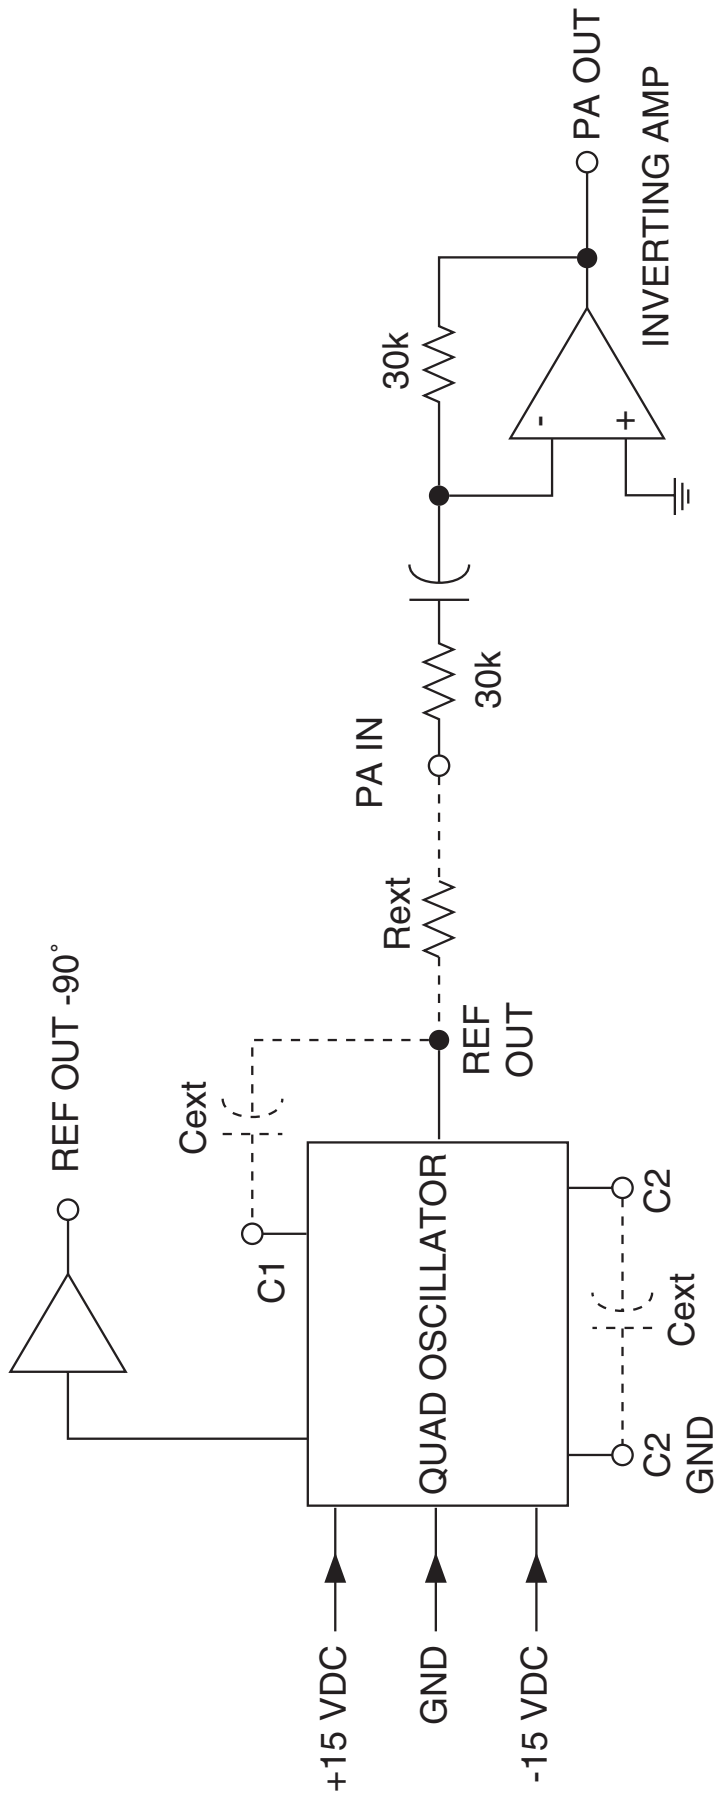 REF OUT -90°
Cext
C1
+15 VDC
GND
-15 VDC
QUAD OSCILLATOR
REF
OUT
C2
GND
Cext
C2
Rext
PA IN
30k
30k
-
+
PA OUT
INVERTING AMP